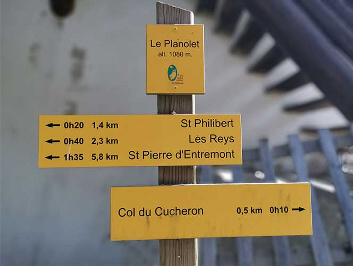 Le Planolet
alt. 1080 m.
← 0h20 1,4 km St Philibert
← 0h40 2,3 km Les Reys
← 1h35 5,8 km St Pierre d'Entremont
Col du Cucheron 0,5 km 0h10 →